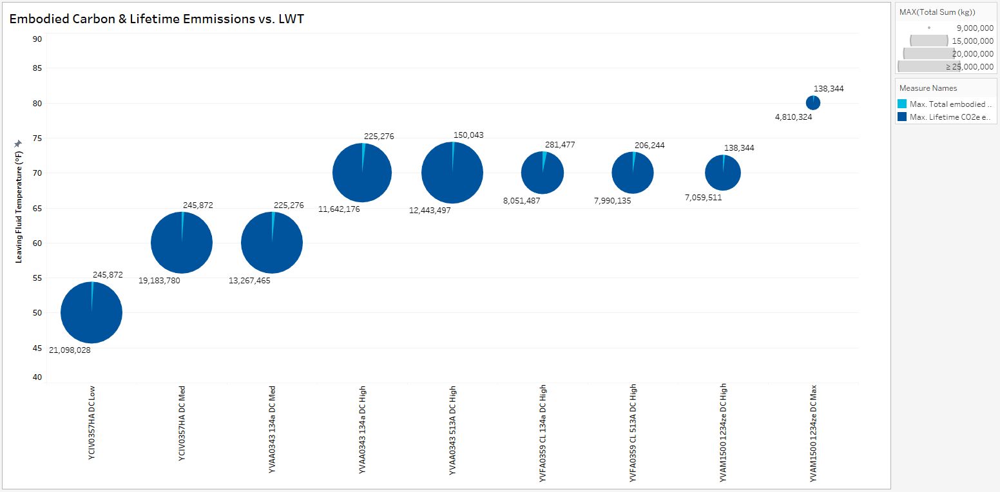 Embodied Carbon & Lifetime Emmissions vs. LWT
Leaving Fluid Temperature (°F)
90
85
80
75
70
65
60
55
50
45
40
245,872
21,098,028
245,872
19,183,780
225,276
13,267,465
225,276
11,642,176
150,043
12,443,497
281,477
8,051,487
206,244
7,990,135
138,344
7,059,511
138,344
4,810,324
YCIV0357HA DC Low
YCIV0357HA DC Med
YVAA0343 134a DC Med
YVAA0343 134a DC High
YVAA0343 513A DC High
YVFA0359 CL 134a DC High
YVFA0359 CL 513A DC High
YVAM1500 1234ze DC High
YVAM1500 1234ze DC Max
MAX(Total Sum (kg))
9,000,000
15,000,000
20,000,000
≥ 25,000,000
Measure Names
Max. Total embodied ..
Max. Lifetime CO2e e..